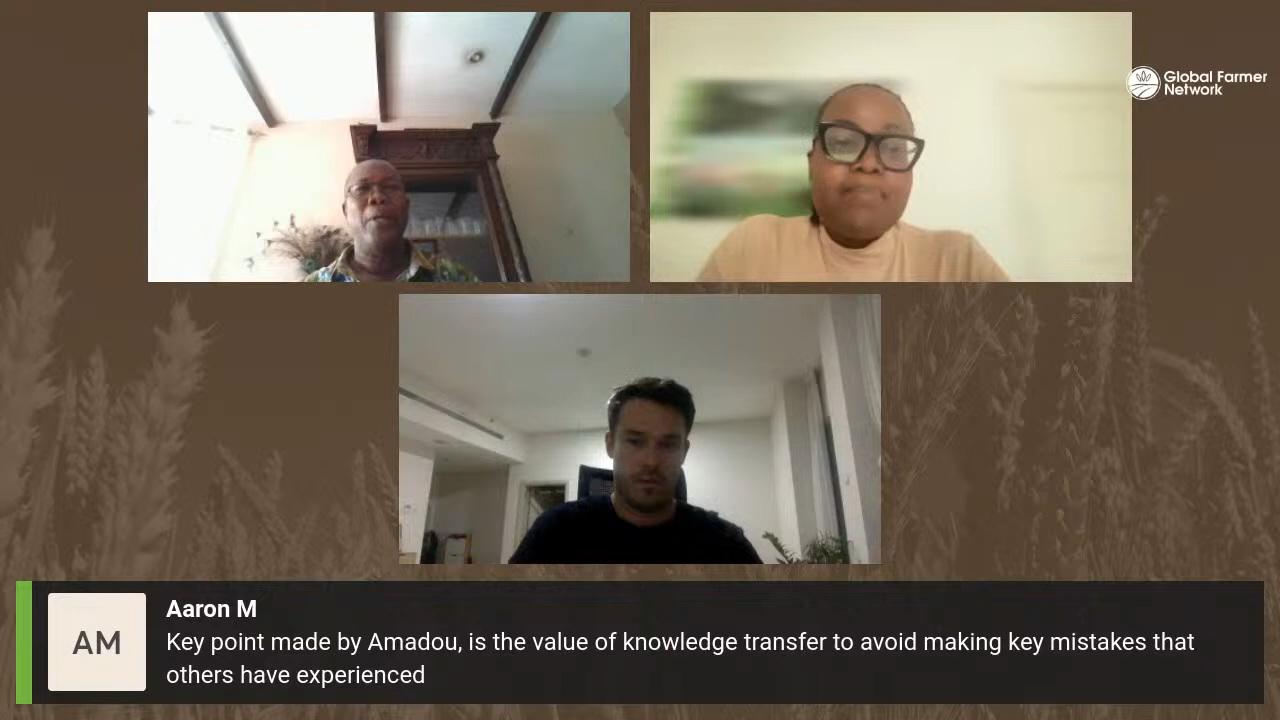 Global Farmer
Network
AM
Aaron M
Key point made by Amadou, is the value of knowledge transfer to avoid making key mistakes that
others have experienced